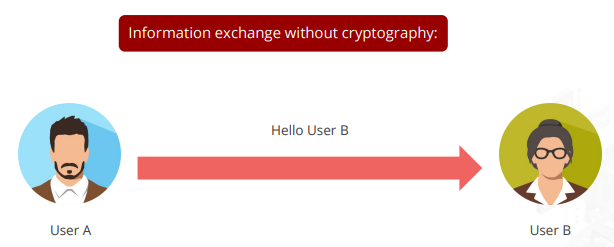 Information exchange without cryptography:
Hello User B
User A
User B